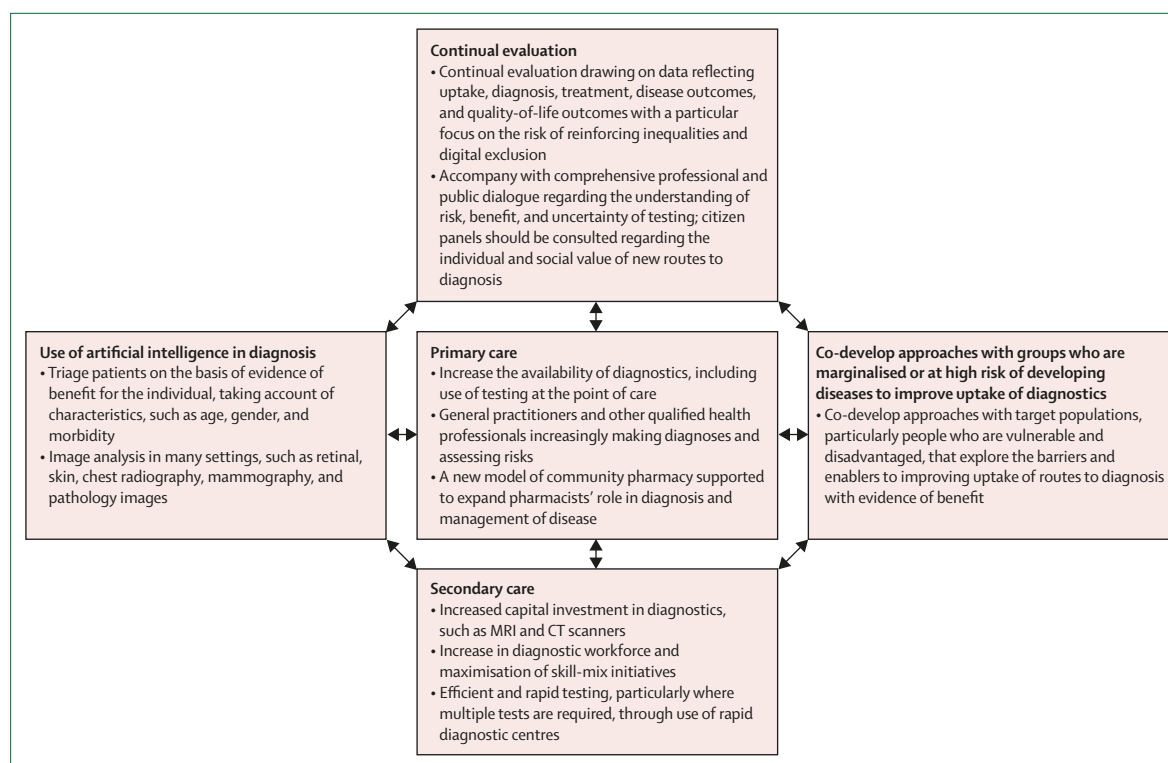 Continual evaluation
• Continual evaluation drawing on data reflecting
uptake, diagnosis, treatment, disease outcomes,
and quality-of-life outcomes with a particular
focus on the risk of reinforcing inequalities and
digital exclusion
• Accompany with comprehensive professional and
public dialogue regarding the understanding of
risk, benefit, and uncertainty of testing; citizen
panels should be consulted regarding the
individual and social value of new routes to
diagnosis
Use of artificial intelligence in diagnosis
• Triage patients on the basis of evidence of
benefit for the individual, taking account of
characteristics, such as age, gender, and
morbidity
• Image analysis in many settings, such as retinal,
skin, chest radiography, mammography, and
pathology images
Primary care
• Increase the availability of diagnostics, including
use of testing at the point of care
• General practitioners and other qualified health
professionals increasingly making diagnoses and
assessing risks
• A new model of community pharmacy supported
to expand pharmacists' role in diagnosis and
management of disease
Co-develop approaches with groups who are
marginalised or at high risk of developing
diseases to improve uptake of diagnostics
• Co-develop approaches with target populations,
particularly people who are vulnerable and
disadvantaged, that explore the barriers and
enablers to improving uptake of routes to diagnosis
with evidence of benefit
Secondary care
• Increased capital investment in diagnostics,
such as MRI and CT scanners
• Increase in diagnostic workforce and
maximisation of skill-mix initiatives
• Efficient and rapid testing, particularly where
multiple tests are required, through use of rapid
diagnostic centres